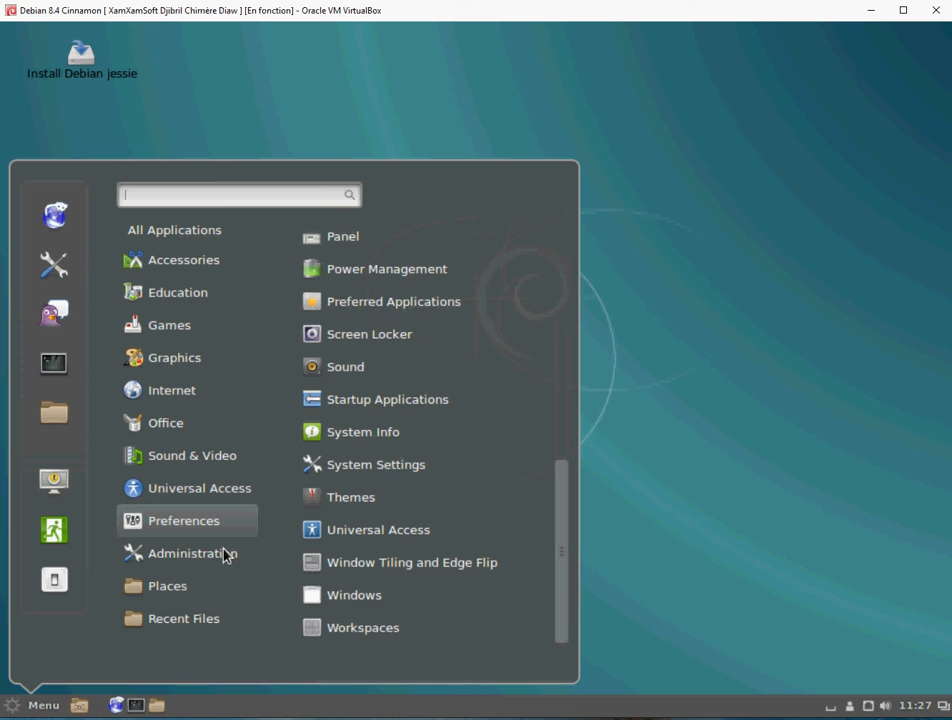 Debian 8.4 Cinnamon [ XamXamSoft Djibril Chimère Diaw ] [En fonction] - Oracle VM VirtualBox
Install Debian jessie
All Applications
Accessories
Education
Games
Graphics
Internet
Office
Sound & Video
Universal Access
Preferences
Administration
Places
Recent Files
Panel
Power Management
Preferred Applications
Screen Locker
Sound
Startup Applications
System Info
System Settings
Themes
Universal Access
Window Tiling and Edge Flip
Windows
Workspaces
Menu
11:27